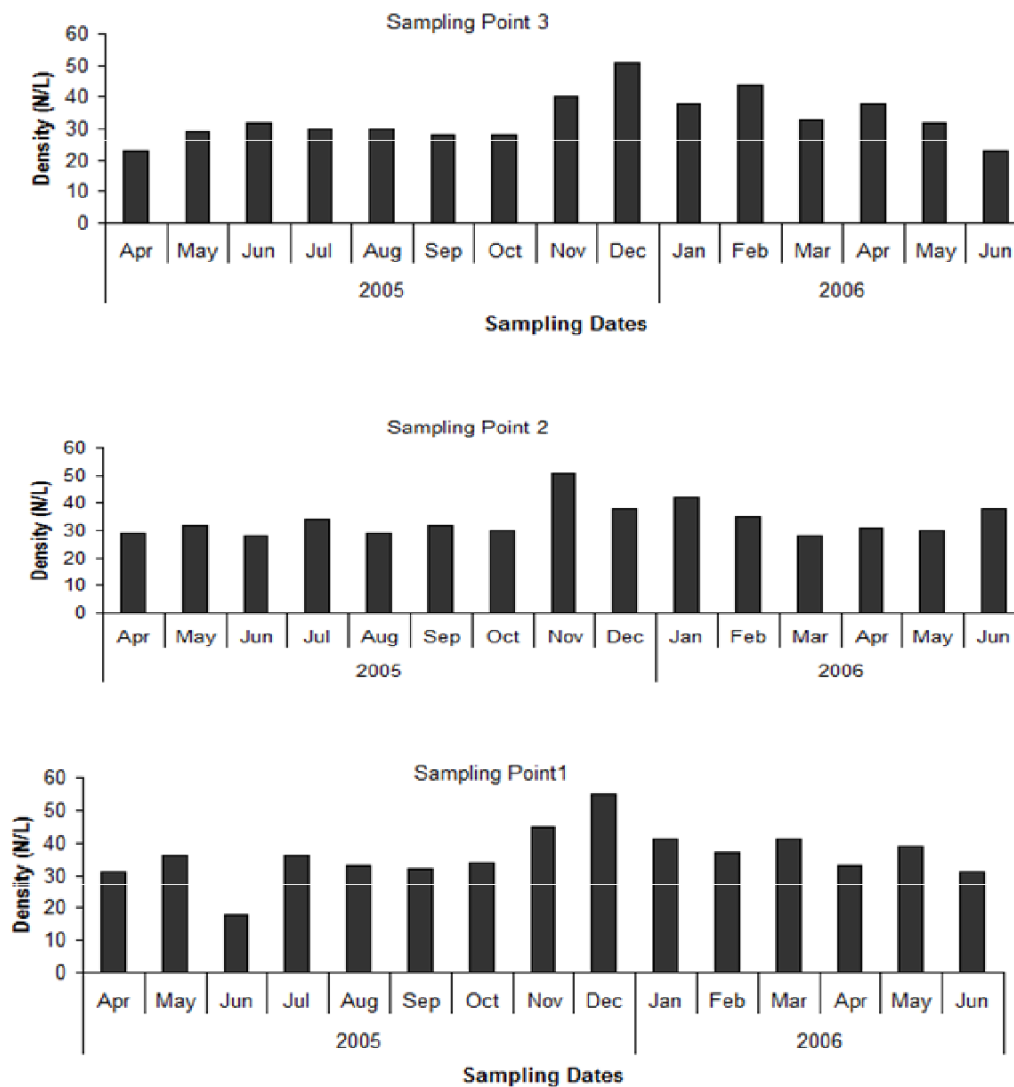 Sampling Point 3
Density (N/L)
60
50
40
30
20
10
0
Apr May Jun Jul Aug Sep Oct Nov Dec Jan Feb Mar Apr May Jun
2005 2006
Sampling Dates
Sampling Point 2
Density (N/L)
60
50
40
30
20
10
0
Apr May Jun Jul Aug Sep Oct Nov Dec Jan Feb Mar Apr May Jun
2005 2006
Sampling Point1
Density (N/L)
60
50
40
30
20
10
0
Apr May Jun Jul Aug Sep Oct Nov Dec Jan Feb Mar Apr May Jun
2005 2006
Sampling Dates